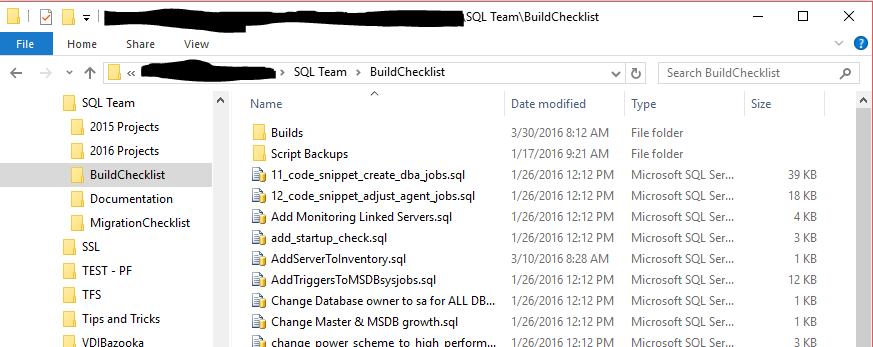 \SQL Team\BuildChecklist
File Home Share View
« SQL Team BuildChecklist Search BuildChecklist
SQL Team
2015 Projects
2016 Projects
BuildChecklist
Documentation
MigrationChecklist
SSL
TEST - PF
TFS
Tips and Tricks
VDIBazooka
Name Date modified Type Size
Builds 3/30/2016 8:12 AM File folder
Script Backups 1/17/2016 9:21 AM File folder
11_code_snippet_create_dba_jobs.sql 1/26/2016 12:12 PM Microsoft SQL Ser... 39 KB
12_code_snippet_adjust_agent_jobs.sql 1/26/2016 12:12 PM Microsoft SQL Ser... 18 KB
Add Monitoring Linked Servers.sql 1/26/2016 12:12 PM Microsoft SQL Ser... 4 KB
add_startup_check.sql 1/26/2016 12:12 PM Microsoft SQL Ser... 3 KB
AddServerToInventory.sql 3/10/2016 8:28 AM Microsoft SQL Ser... 1 KB
AddTriggersToMSDBsysjobs.sql 1/26/2016 12:12 PM Microsoft SQL Ser... 12 KB
Change Database owner to sa for ALL DB... 1/26/2016 12:12 PM Microsoft SQL Ser... 1 KB
Change Master & MSDB growth.sql 1/26/2016 12:12 PM Microsoft SQL Ser... 1 KB
change_power_scheme_to_high_perform... 1/26/2016 12:12 PM Microsoft SQL Ser... 3 KB